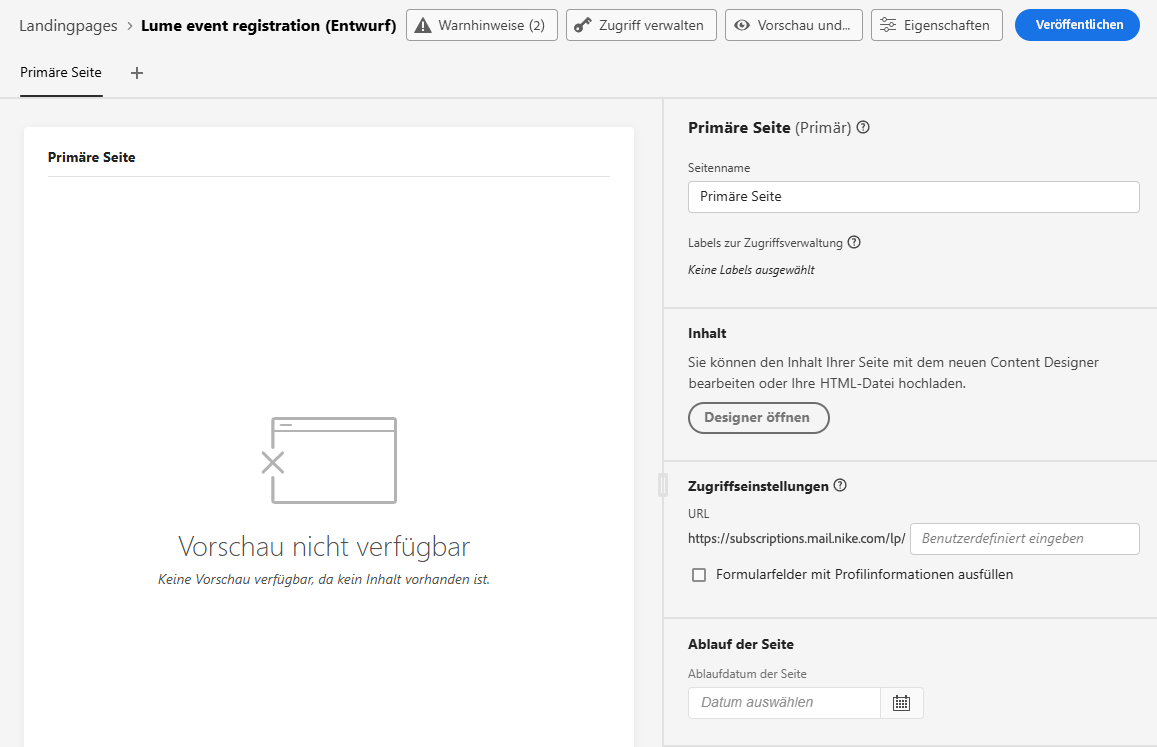 Landingpages › Lume event registration (Entwurf) Warnhinweise (2) Zugriff verwalten Vorschau und... Eigenschaften Veröffentlichen
Primäre Seite +
Primäre Seite
Vorschau nicht verfügbar
Keine Vorschau verfügbar, da kein Inhalt vorhanden ist.
Primäre Seite (Primär)
Seitenname
Primäre Seite
Labels zur Zugriffsverwaltung
Keine Labels ausgewählt
Inhalt
Sie können den Inhalt Ihrer Seite mit dem neuen Content Designer
bearbeiten oder Ihre HTML-Datei hochladen.
Designer öffnen
Zugriffseinstellungen
URL
https://subscriptions.mail.nike.com/lp/ Benutzerdefiniert eingeben
Formularfelder mit Profilinformationen ausfüllen
Ablauf der Seite
Ablaufdatum der Seite
Datum auswählen